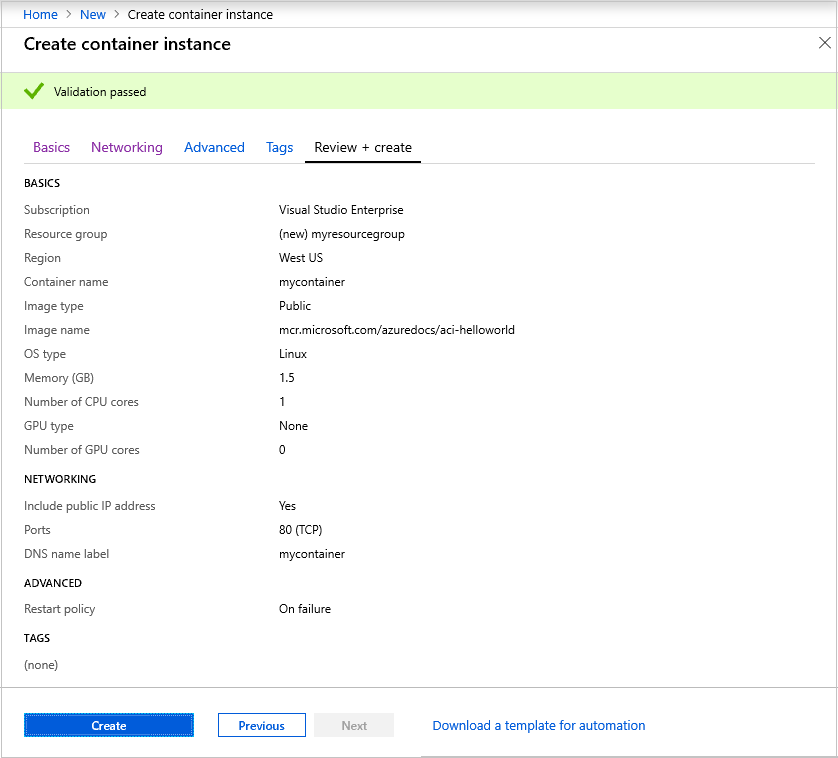 Home > New > Create container instance
Create container instance
Validation passed
Basics Networking Advanced Tags Review + create
BASICS
Subscription Visual Studio Enterprise
Resource group (new) myresourcegroup
Region West US
Container name mycontainer
Image type Public
Image name mcr.microsoft.com/azuredocs/aci-helloworld
OS type Linux
Memory (GB) 1.5
Number of CPU cores 1
GPU type None
Number of GPU cores 0
NETWORKING
Include public IP address Yes
Ports 80 (TCP)
DNS name label mycontainer
ADVANCED
Restart policy On failure
TAGS
(none)
Create Previous Next Download a template for automation